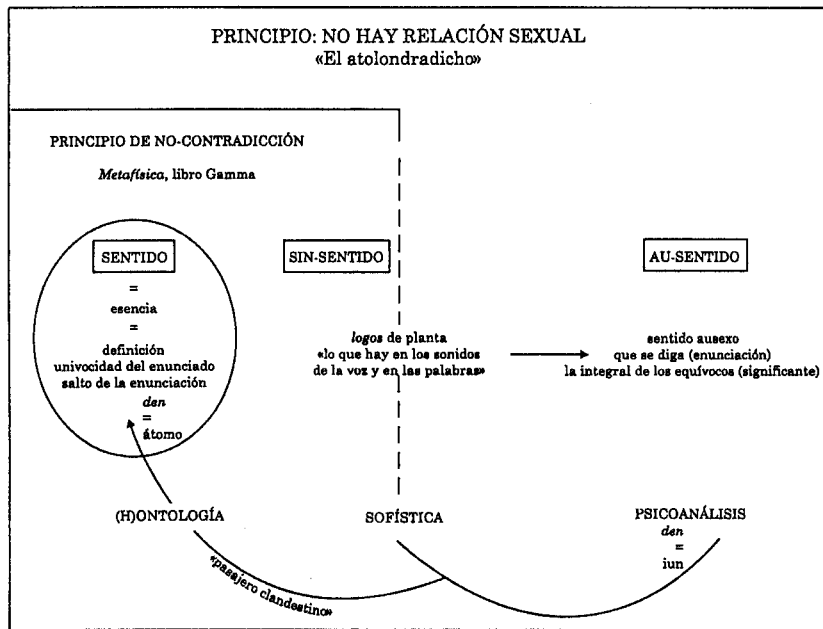 PRINCIPIO: NO HAY RELACIÓN SEXUAL
«El atolondradicho»
PRINCIPIO DE NO-CONTRADICCIÓN
Metafísica, libro Gamma
SENTIDO
=
esencia
=
definición
univocidad del enunciado
salto de la enunciación
den
=
átomo
SIN-SENTIDO
logos de planta
«lo que hay en los sonidos
de la voz y en las palabras»
AU-SENTIDO
sentido ausexo
que se diga (enunciación)
la integral de los equívocos (significante)
(H)ONTOLOGÍA
SOFÍSTICA
PSICOANÁLISIS
den
=
iun
«pasajero clandestino»